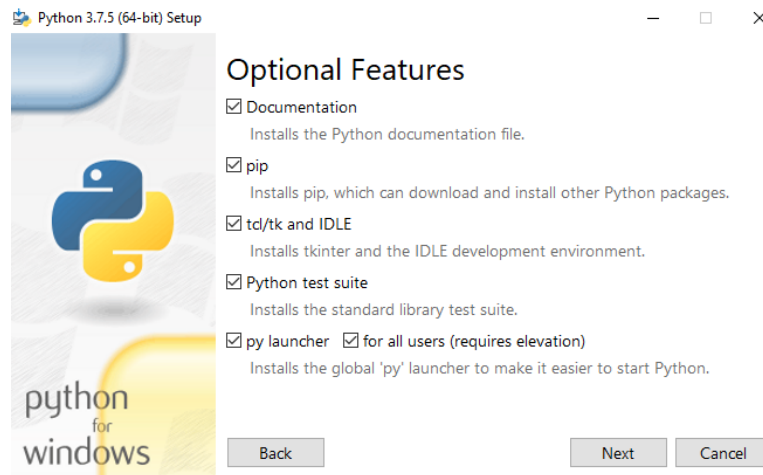 Python 3.7.5 (64-bit) Setup
Optional Features
Documentation
Installs the Python documentation file.
pip
Installs pip, which can download and install other Python packages.
tcl/tk and IDLE
Installs tkinter and the IDLE development environment.
Python test suite
Installs the standard library test suite.
py launcher for all users (requires elevation)
Installs the global 'py' launcher to make it easier to start Python.
python
for
windows
Back Next Cancel